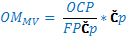 OM_MV = OCP / FPČp * Čp